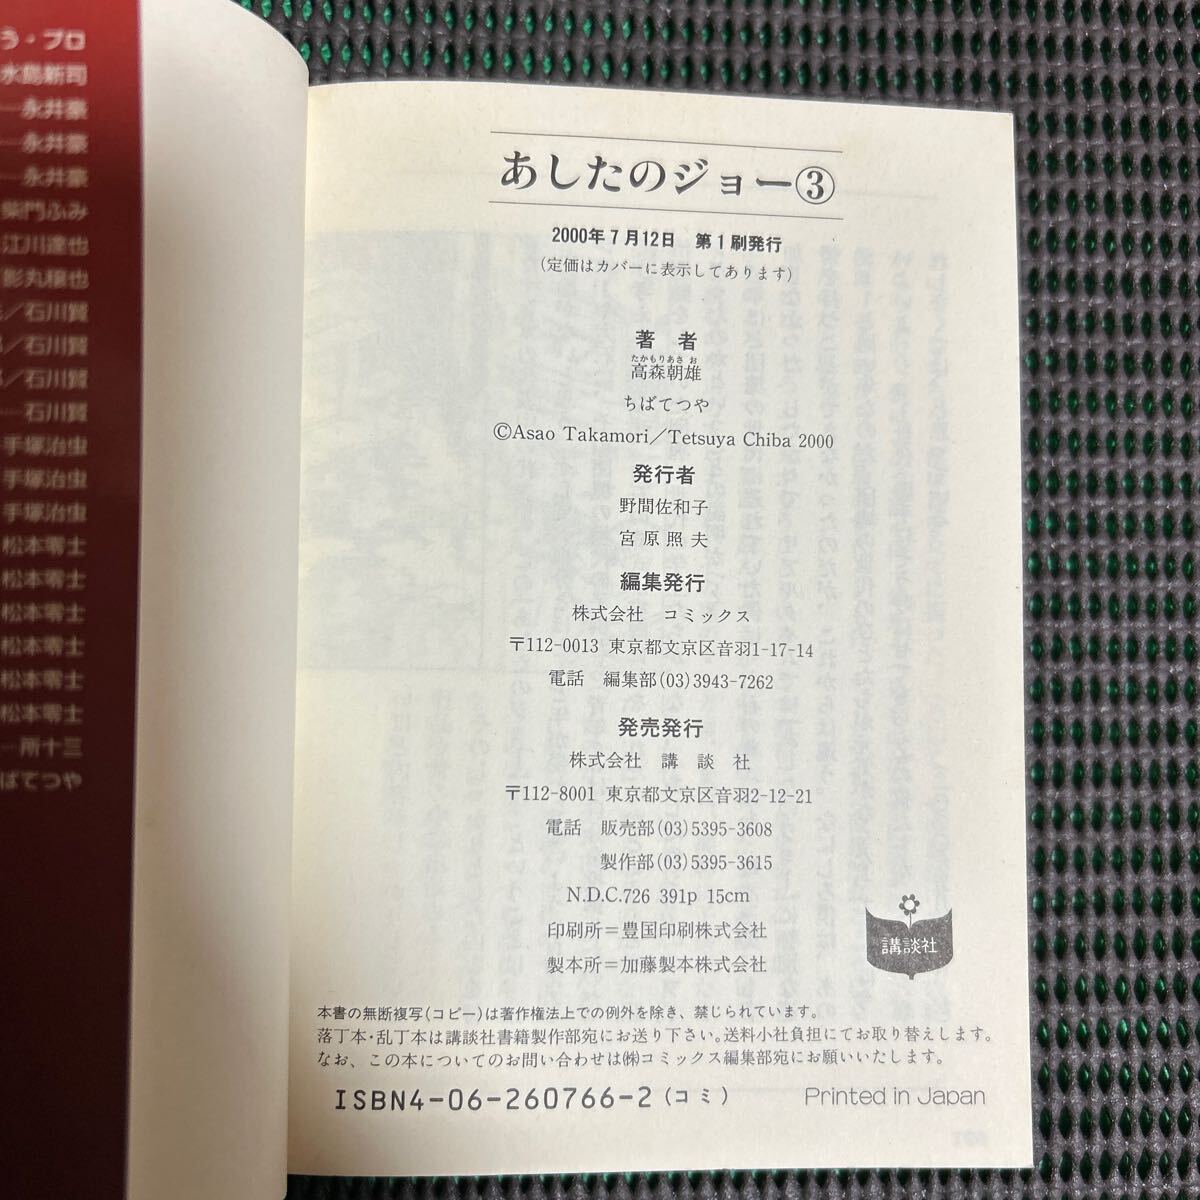 う・プロ
水島新司
永井豪
永井豪
永井豪
柴門ふみ
江川達也
影丸穣也
／石川賢
／石川賢
／石川賢
石川賢
手塚治虫
手塚治虫
手塚治虫
松本零士
松本零士
松本零士
松本零士
松本零士
松本零士
所十三
ばてつや
あしたのジョー③
2000年7月12日 第1刷発行
(定価はカバーに表示してあります)
著者
たかもりあさお
高森朝雄
ちばてつや
©Asao Takamori／Tetsuya Chiba 2000
発行者
野間佐和子
宮原照夫
編集発行
株式会社 コミックス
〒112-0013 東京都文京区音羽1-17-14
電話 編集部(03)3943-7262
発売発行
株式会社 講談社
〒112-8001 東京都文京区音羽2-12-21
電話 販売部(03)5395-3608
製作部(03)5395-3615
N.D.C.726 391p 15cm
印刷所＝豊国印刷株式会社
製本所＝加藤製本株式会社
講談社
本書の無断複写(コピー)は著作権法上での例外を除き、禁じられています。
落丁本・乱丁本は講談社書籍製作部宛にお送り下さい。送料小社負担にてお取り替えします。
なお、この本についてのお問い合わせは㈱コミックス編集部宛にお願いいたします。
ISBN4-06-260766-2(コミ)
Printed in Japan